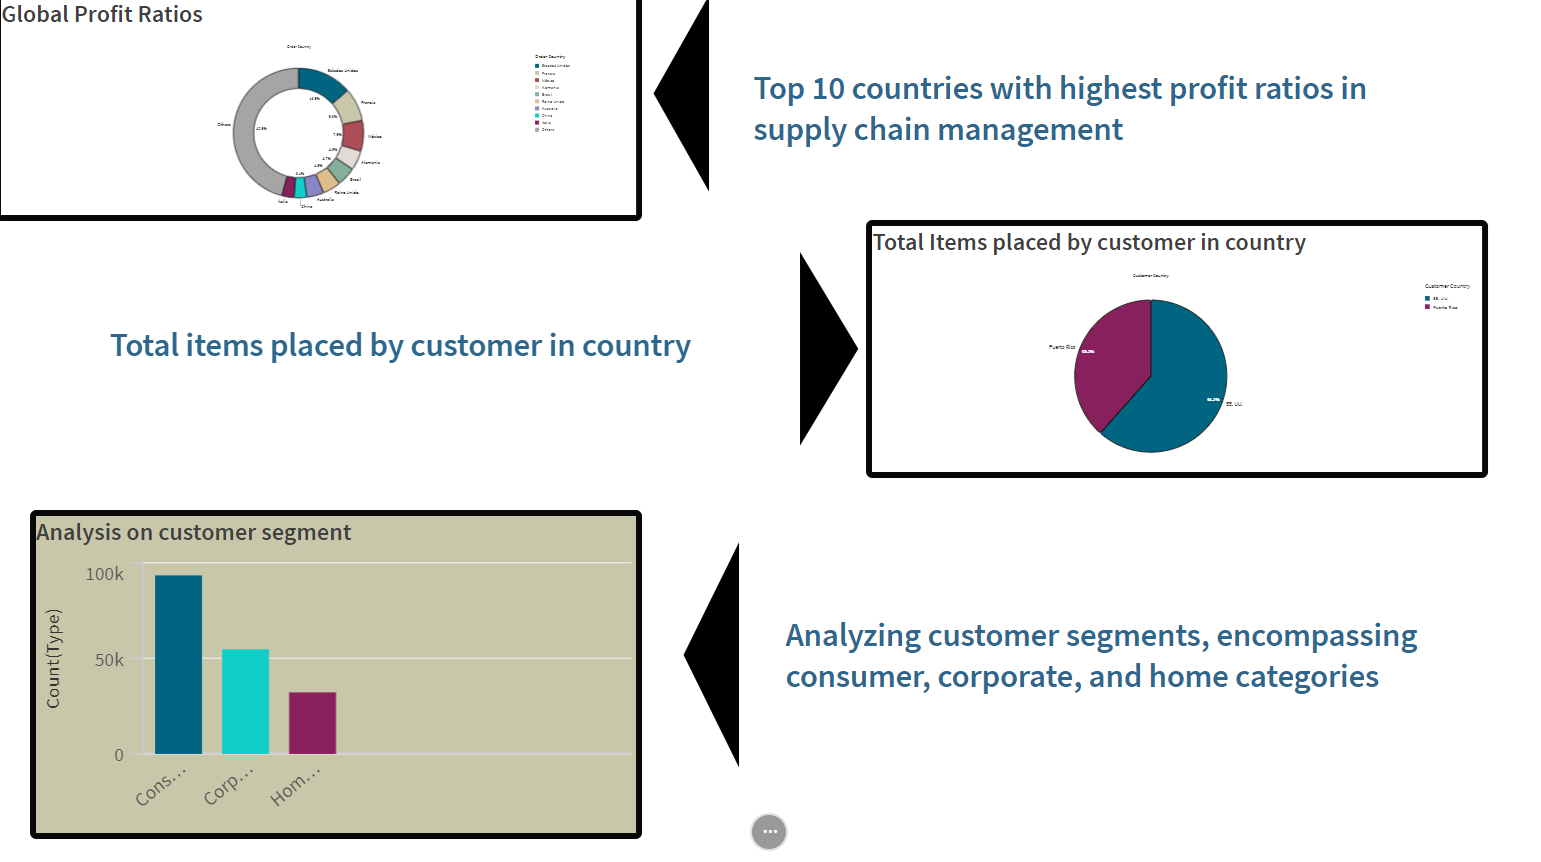 Global Profit Ratios
Order Country
Estados Unidos
Francia
México
Alemania
Brasil
Reino Unido
Australia
China
Italia
Others
Order Country
Estados Unidos
Francia
México
Alemania
Brasil
Reino Unido
Australia
China
Italia
Others
Top 10 countries with highest profit ratios in
supply chain management
Total items placed by customer in country
Total Items placed by customer in country
Customer Country
Puerto Rico
EE. UU.
Customer Country
EE. UU.
Puerto Rico
Analysis on customer segment
Count(Type)
100k
50k
0
Cons...
Corp...
Hom...
Analyzing customer segments, encompassing
consumer, corporate, and home categories